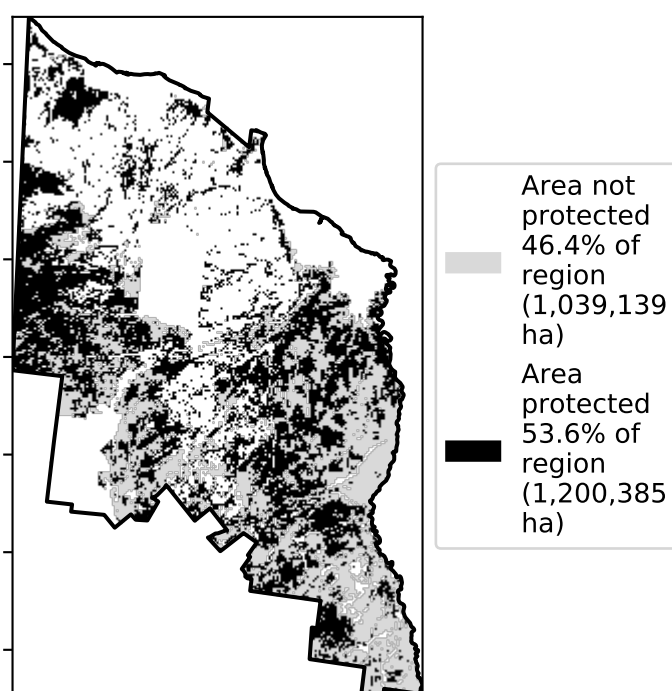 Area not
protected
46.4% of
region
(1,039,139
ha)
Area
protected
53.6% of
region
(1,200,385
ha)